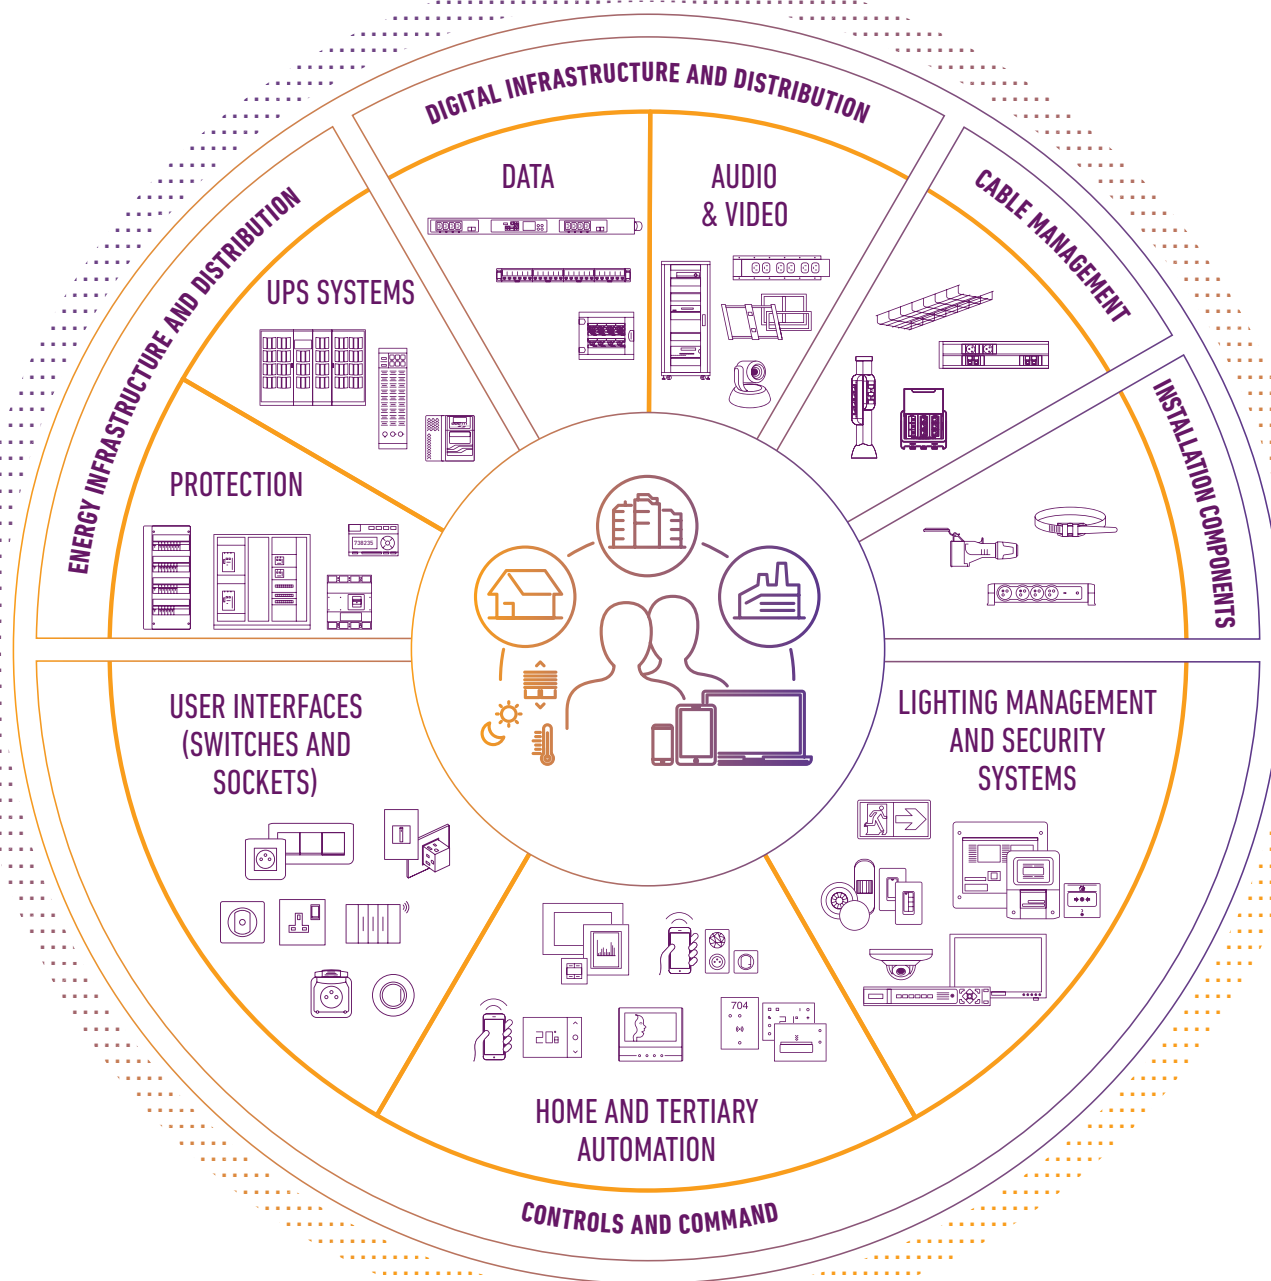 DIGITAL INFRASTRUCTURE AND DISTRIBUTION
DATA
AUDIO
& VIDEO
CABLE MANAGEMENT
INSTALLATION COMPONENTS
ENERGY INFRASTRUCTURE AND DISTRIBUTION
UPS SYSTEMS
PROTECTION
738235
USER INTERFACES
(SWITCHES AND
SOCKETS)
LIGHTING MANAGEMENT
AND SECURITY
SYSTEMS
704
HOME AND TERTIARY
AUTOMATION
CONTROLS AND COMMAND